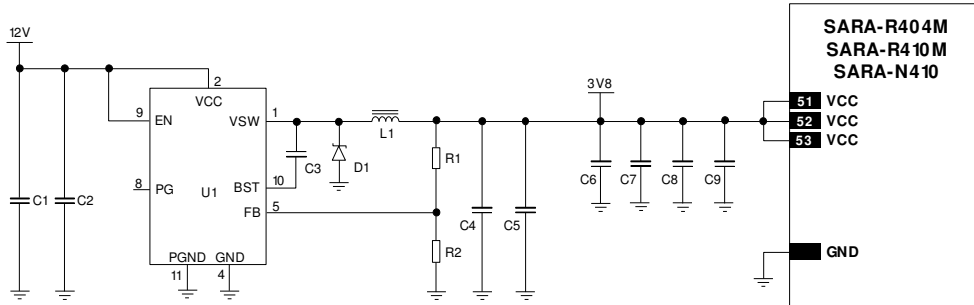 12V
SARA-R404M
SARA-R410M
SARA-N410
2
VCC
3V8
9
EN
VSW
1
L1
51 VCC
52 VCC
53 VCC
C3
D1
R1
8
PG
U1
BST
10
C6
C7
C8
C9
C1
C2
FB
5
C4
C5
R2
PGND
GND
11
4
GND